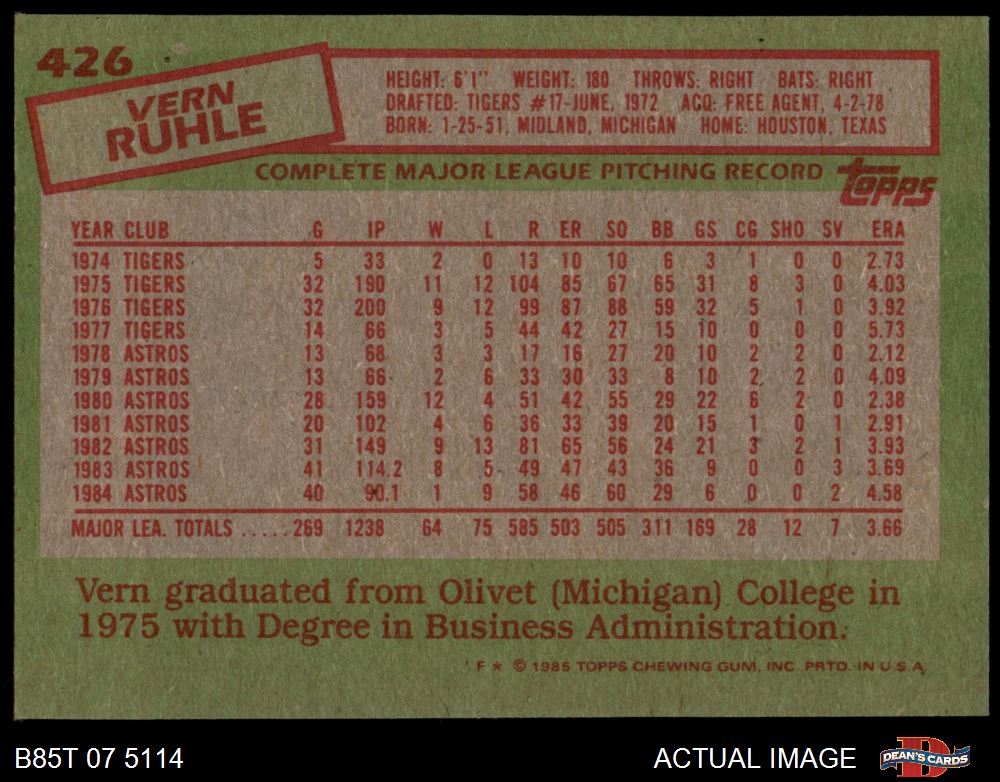 426
VERN
RUHLE
HEIGHT: 6'1" WEIGHT: 180 THROWS: RIGHT BATS: RIGHT
DRAFTED: TIGERS #17-JUNE, 1972 ACQ: FREE AGENT, 4-2-78
BORN: 1-25-51, MIDLAND, MICHIGAN HOME: HOUSTON, TEXAS
COMPLETE MAJOR LEAGUE PITCHING RECORD
topps
YEAR CLUB G IP W L R ER SO BB GS CG SHO SV ERA
1974 TIGERS 5 33 2 0 13 10 10 6 3 1 0 0 2.73
1975 TIGERS 32 190 11 12 104 85 67 65 31 8 3 0 4.03
1976 TIGERS 32 200 9 12 99 87 88 59 32 5 1 0 3.92
1977 TIGERS 14 66 3 5 44 42 27 15 10 0 0 0 5.73
1978 ASTROS 13 68 3 3 17 16 27 20 10 2 2 0 2.12
1979 ASTROS 13 66 2 6 33 30 33 8 10 2 2 0 4.09
1980 ASTROS 28 159 12 4 51 42 55 29 22 6 2 0 2.38
1981 ASTROS 20 102 4 6 36 33 39 20 15 1 0 1 2.91
1982 ASTROS 31 149 9 13 81 65 56 24 21 3 2 1 3.93
1983 ASTROS 41 114.2 8 5 49 47 43 36 9 0 0 3 3.69
1984 ASTROS 40 90.1 1 9 58 46 60 29 6 0 0 2 4.58
MAJOR LEA. TOTALS ..... 269 1238 64 75 585 503 505 311 169 28 12 7 3.66
Vern graduated from Olivet (Michigan) College in
1975 with Degree in Business Administration.
F ★ © 1985 TOPPS CHEWING GUM, INC. PRTD. IN U.S.A.
B85T 07 5114
ACTUAL IMAGE
D
DEAN'S CARDS